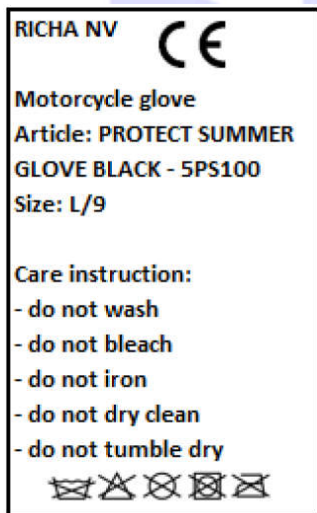 RICHA NV CE
Motorcycle glove
Article: PROTECT SUMMER
GLOVE BLACK - 5PS100
Size: L/9
Care instruction:
- do not wash
- do not bleach
- do not iron
- do not dry clean
- do not tumble dry